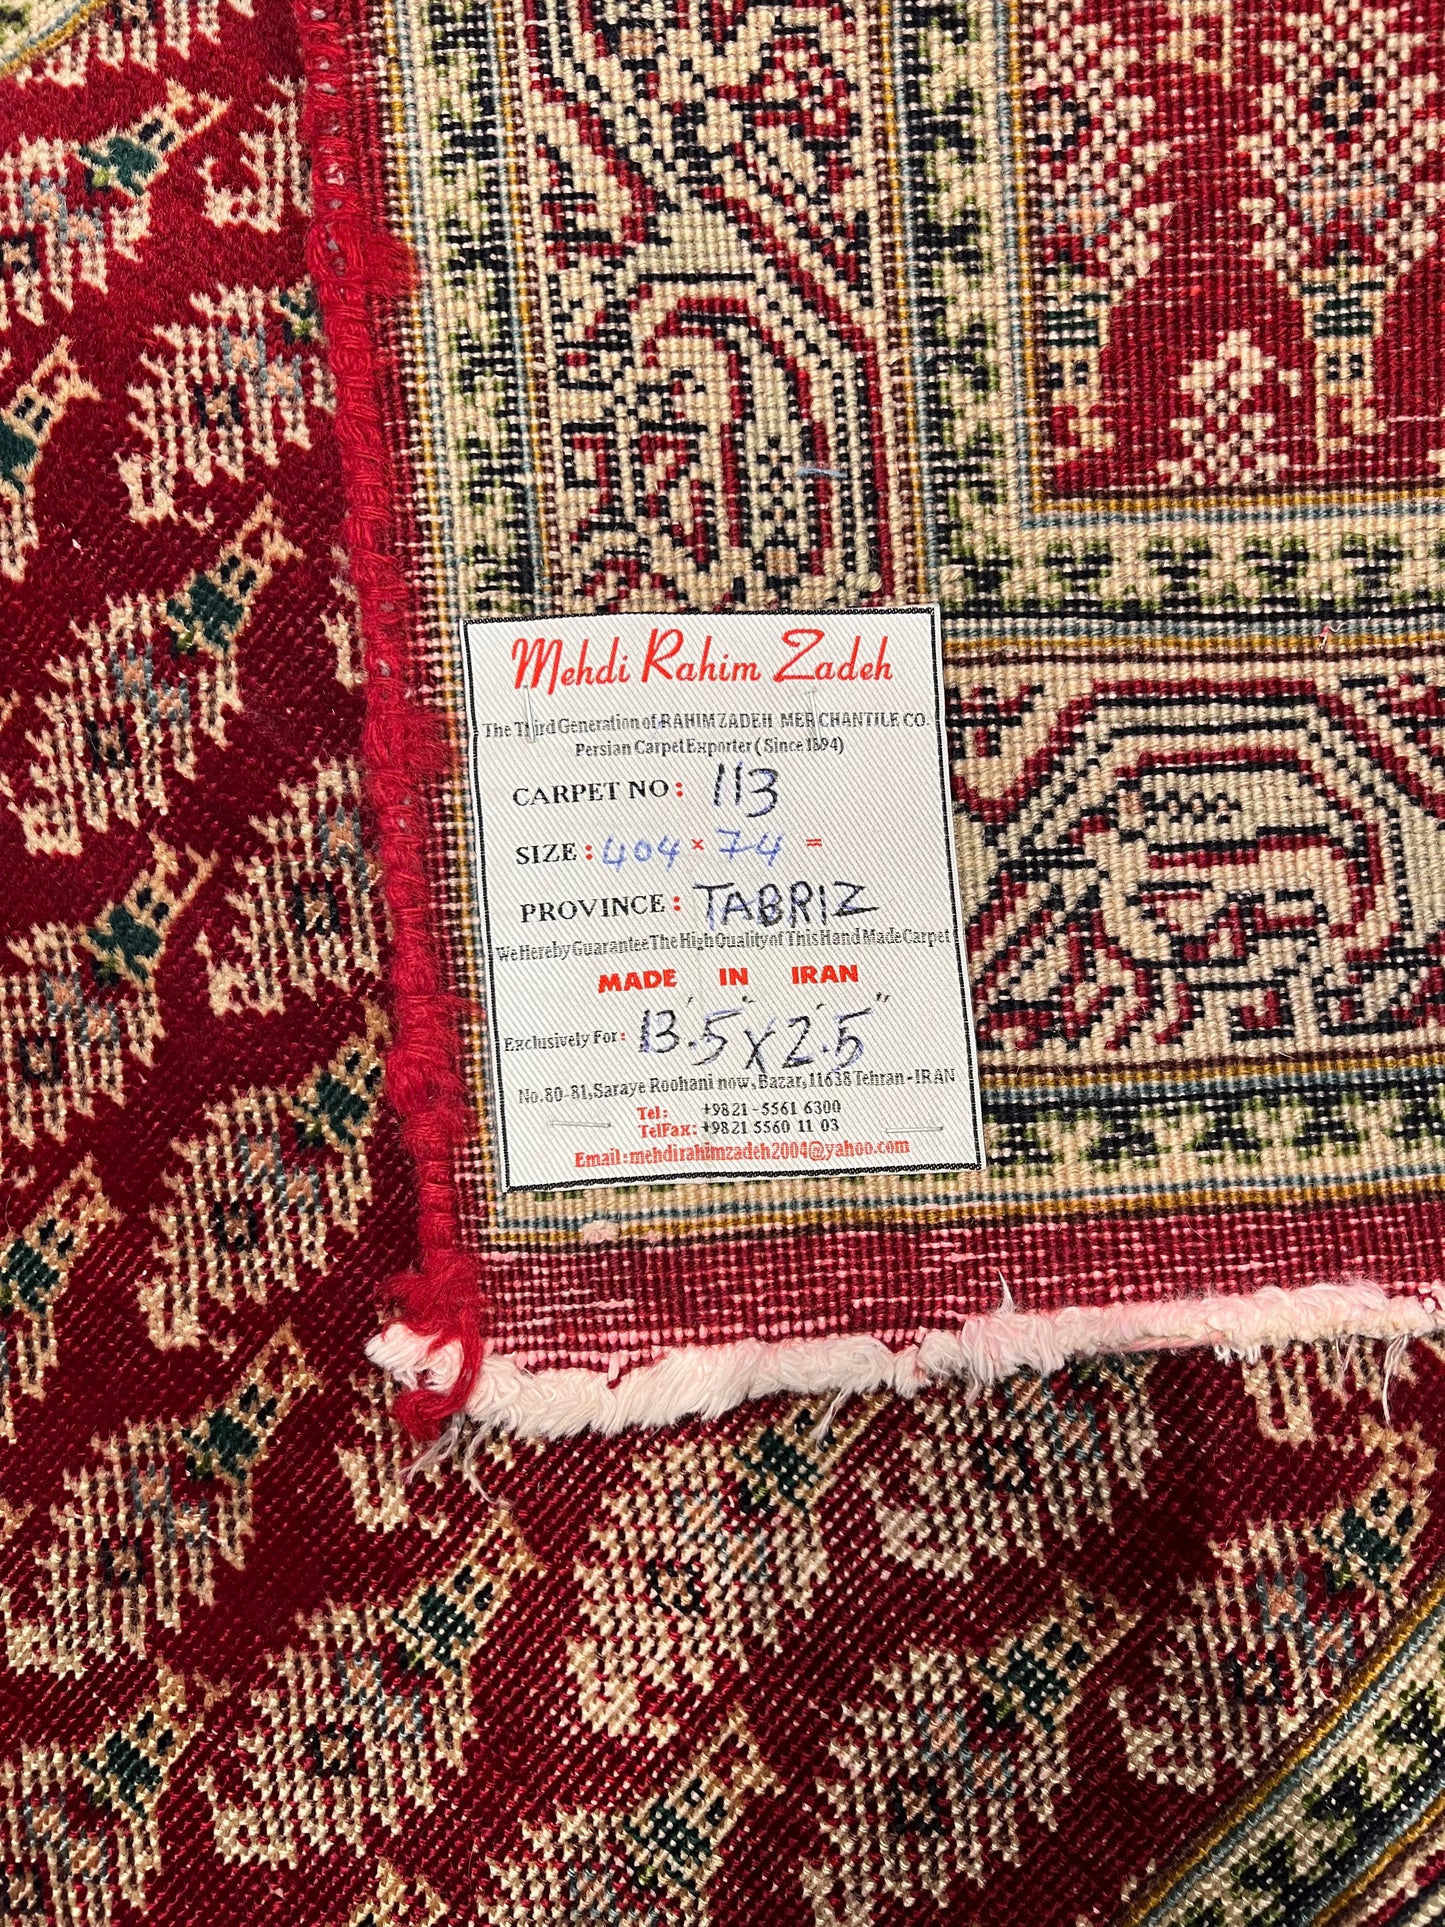 Mehdi Rahim Zadeh
The Third Generation of RAHIMZADEH MERCHANTILE CO.
Persian Carpet Exporter ( Since 1894)
CARPET NO : 113
SIZE : 404 × 74 =
PROVINCE : TABRIZ
We Hereby Guarantee The High Quality of This Hand Made Carpet
MADE IN IRAN
Exclusively For: 13'.5" x 2'.5"
No.80-81,Saraye Roohani now, Bazar,11638 Tehran-IRAN
Tel: +9821-5561 6300
TelFax: +9821 5560 11 03
Email:mehdirahimzadeh2004@yahoo.com